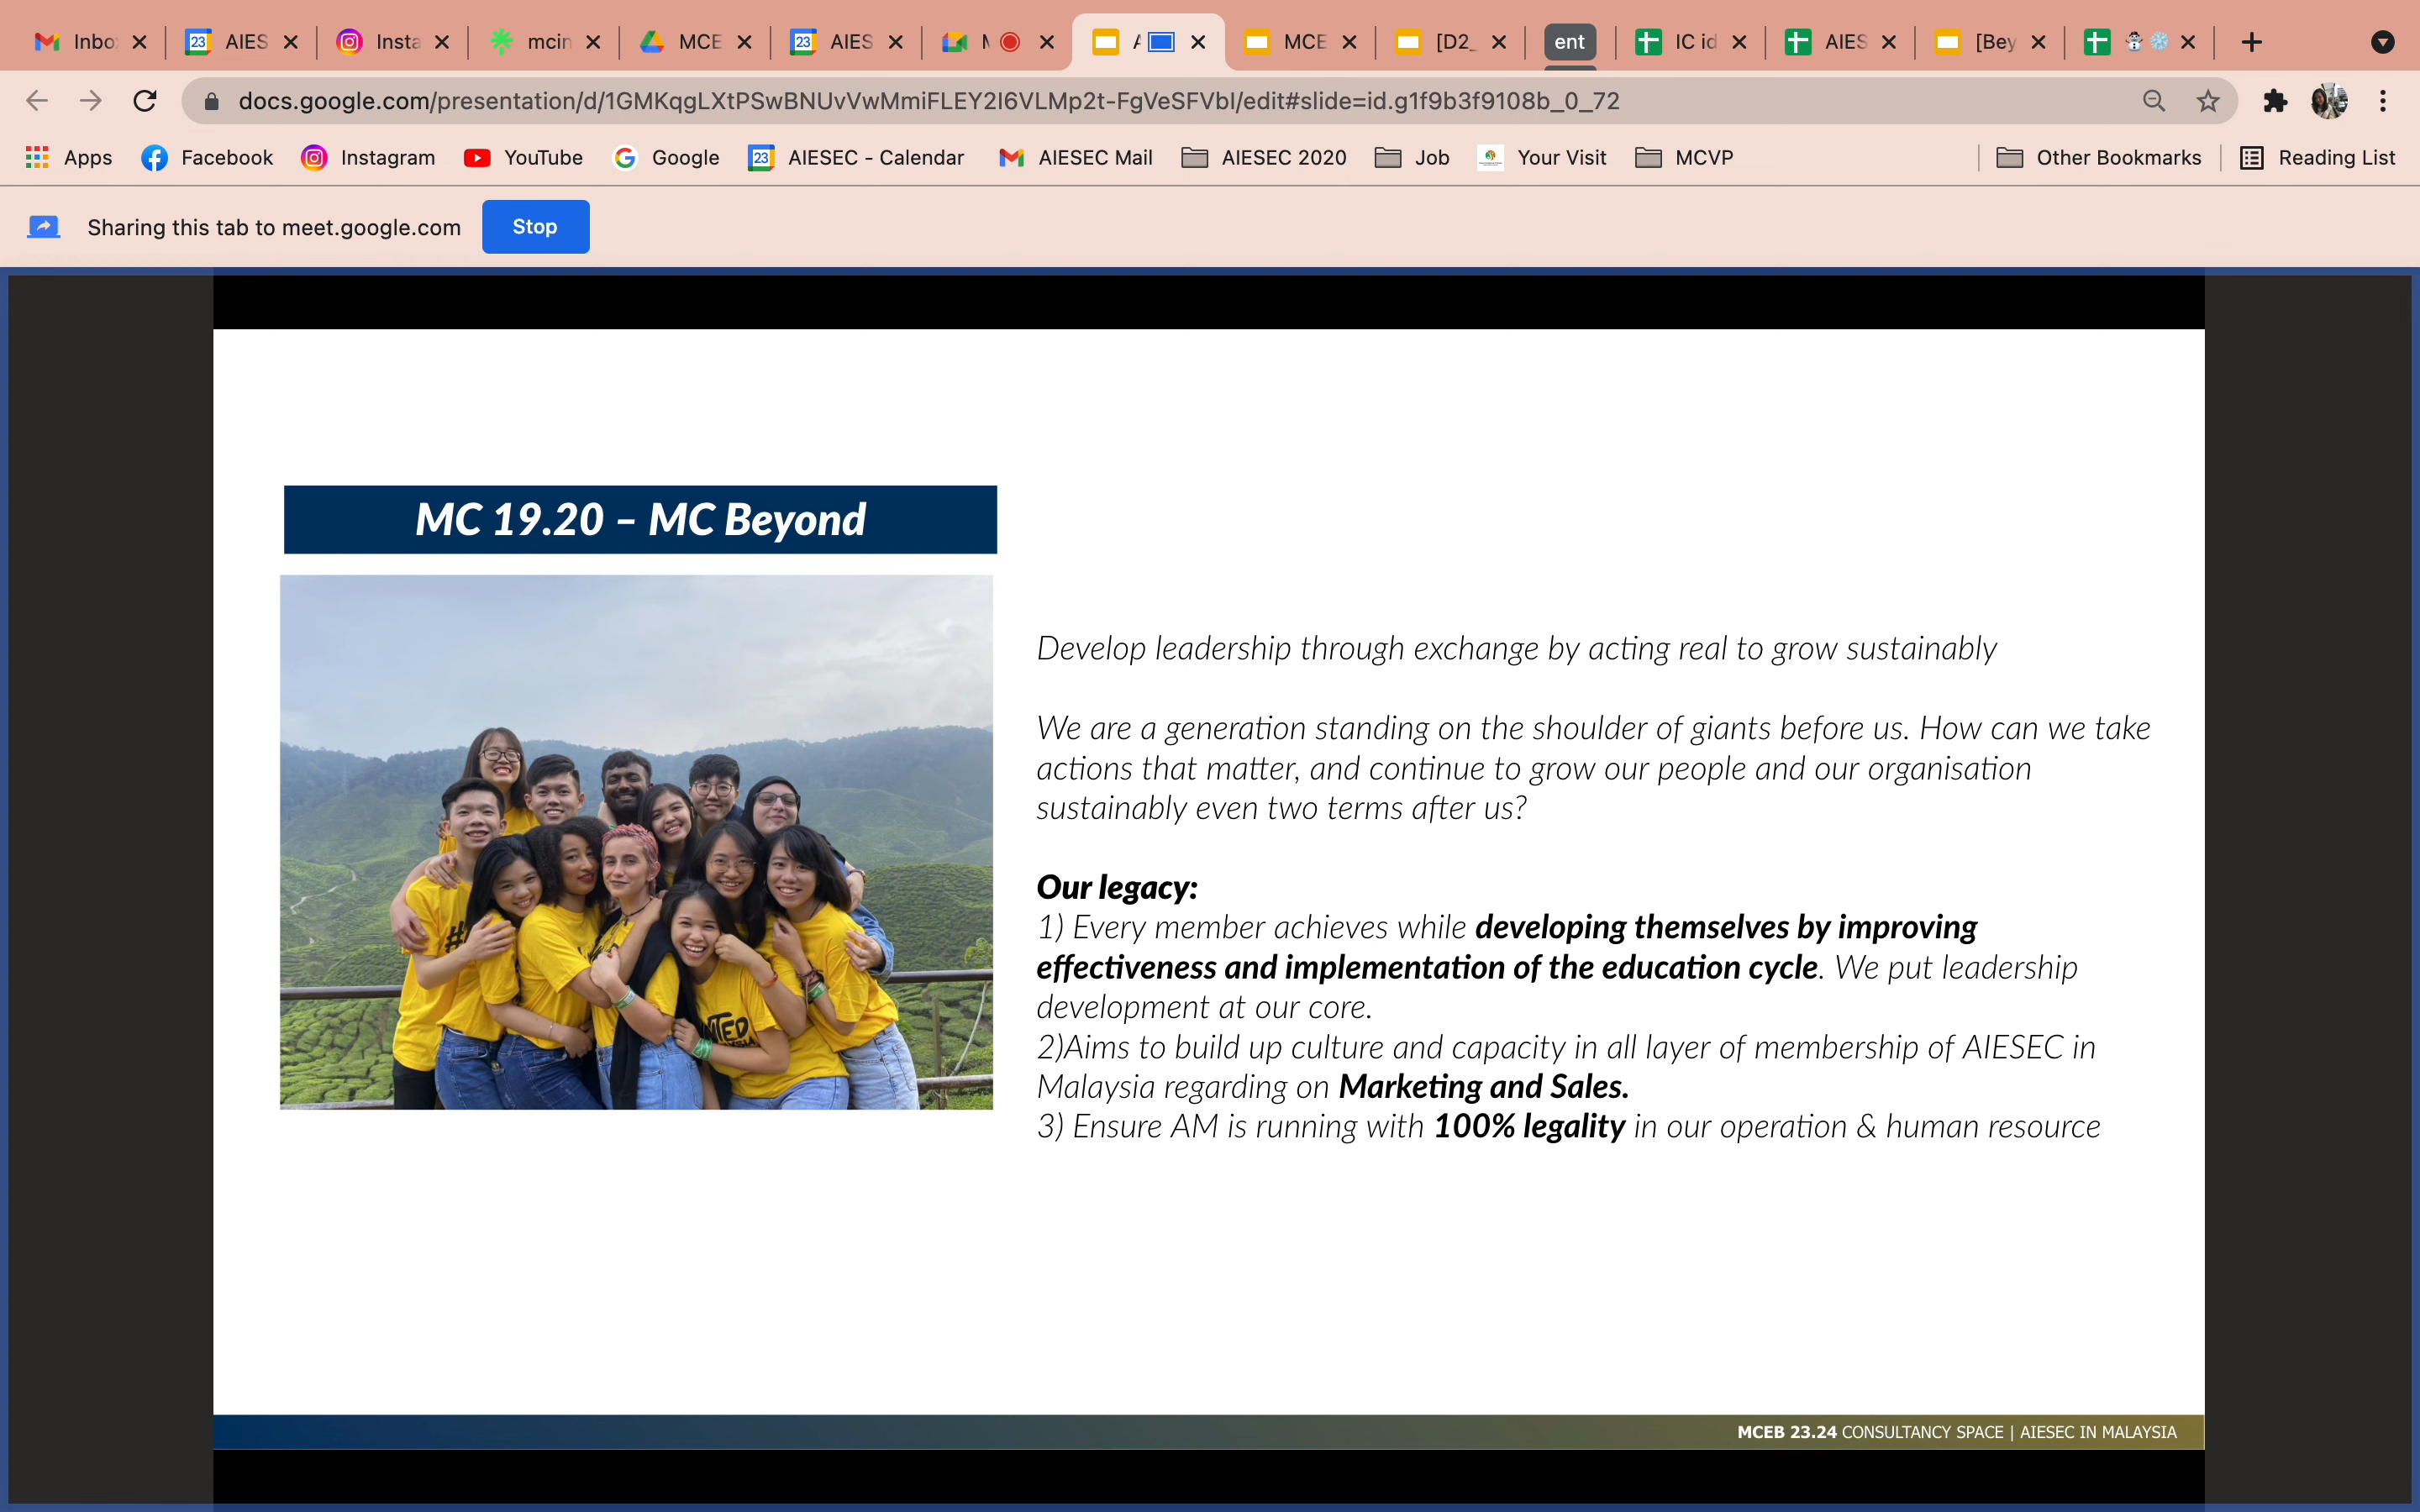 Inbo
AIES
Insta
mcin
MCE
AIES
MCE
[D2_
ent
IC id
AIES
[Bey
docs.google.com/presentation/d/1GMKqgLXtPSwBNUvVwMmiFLEY2I6VLMp2t-FgVeSFVbI/edit#slide=id.g1f9b3f9108b_0_72
Apps
Facebook
Instagram
YouTube
Google
AIESEC - Calendar
AIESEC Mail
AIESEC 2020
Job
Your Visit
MCVP
Other Bookmarks
Reading List
Sharing this tab to meet.google.com
Stop
MC 19.20 – MC Beyond
Develop leadership through exchange by acting real to grow sustainably
We are a generation standing on the shoulder of giants before us. How can we take
actions that matter, and continue to grow our people and our organisation
sustainably even two terms after us?
Our legacy:
1) Every member achieves while developing themselves by improving
effectiveness and implementation of the education cycle. We put leadership
development at our core.
2)Aims to build up culture and capacity in all layer of membership of AIESEC in
Malaysia regarding on Marketing and Sales.
3) Ensure AM is running with 100% legality in our operation & human resource
MCEB 23.24 CONSULTANCY SPACE | AIESEC IN MALAYSIA